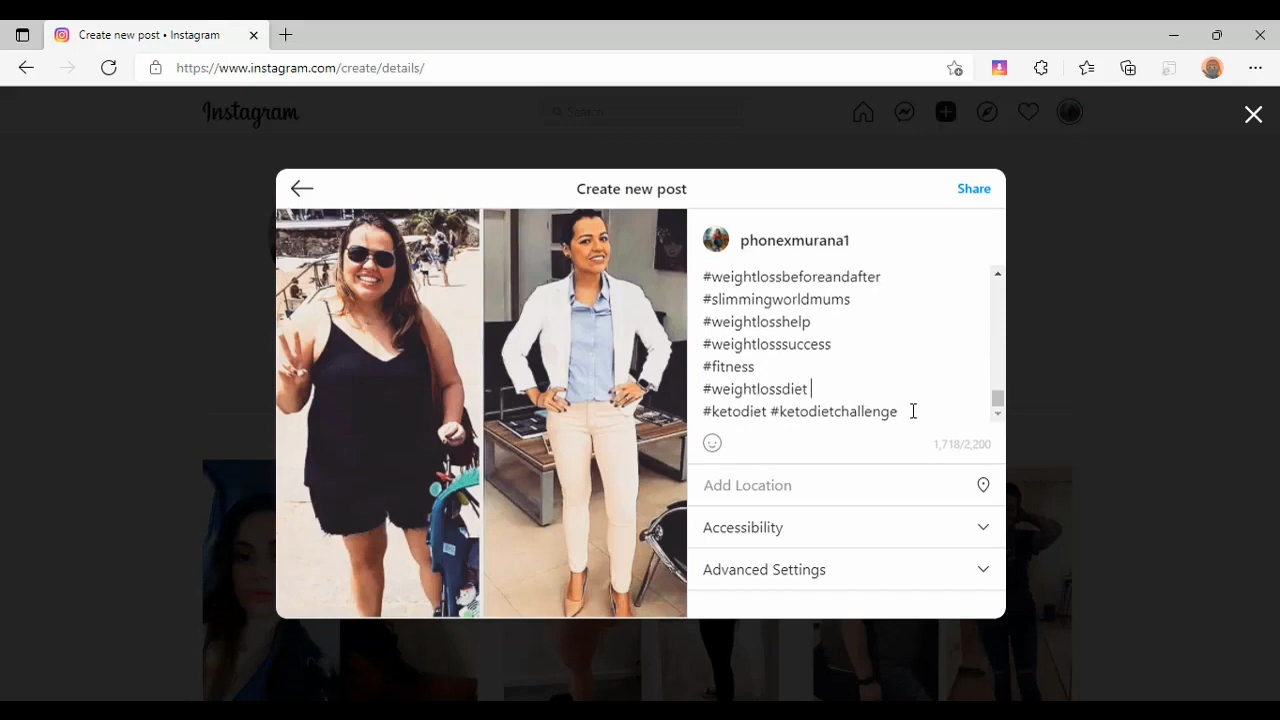 Create new post • Instagram
https://www.instagram.com/create/details/
Instagram
Search
Create new post
Share
phonexmurana1
#weightlossbeforeandafter
#slimmingworldmums
#weightlosshelp
#weightlosssuccess
#fitness
#weightlossdiet
#ketodiet #ketodietchallenge
1,718/2,200
Add Location
Accessibility
Advanced Settings